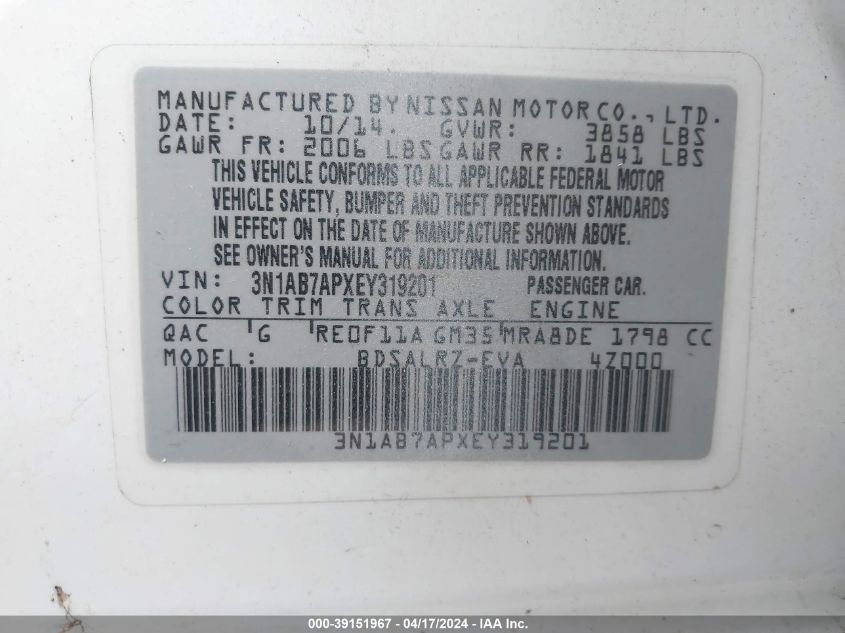 MANUFACTURED BY NISSAN MOTOR CO., LTD.
DATE: 10/14. GVWR: 3858 LBS
GAWR FR: 2006 LBS GAWR RR: 1841 LBS
THIS VEHICLE CONFORMS TO ALL APPLICABLE FEDERAL MOTOR
VEHICLE SAFETY, BUMPER AND THEFT PREVENTION STANDARDS
IN EFFECT ON THE DATE OF MANUFACTURE SHOWN ABOVE.
SEE OWNER'S MANUAL FOR ADDITIONAL INFORMATION.
VIN: 3N1AB7APXEY319201 PASSENGER CAR.
COLOR TRIM TRANS AXLE ENGINE
QAC G RE0F11A GM35 MRA8DE 1798 CC
MODEL: BDSALRZ-EVA 4Z000
3N1AB7APXEY319201
000-39151967 - 04/17/2024 - IAA Inc.